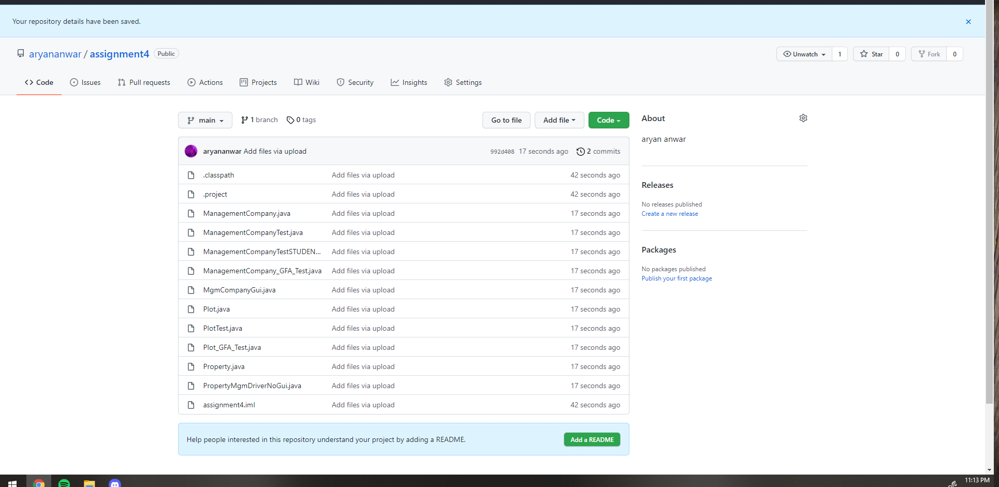 Your repository details have been saved.
aryananwar / assignment4 Public
Unwatch 1 Star 0 Fork 0
Code Issues Pull requests Actions Projects Wiki Security Insights Settings
main 1 branch 0 tags Go to file Add file Code
aryananwar Add files via upload 992d408 17 seconds ago 2 commits
.classpath Add files via upload 42 seconds ago
.project Add files via upload 42 seconds ago
ManagementCompany.java Add files via upload 17 seconds ago
ManagementCompanyTest.java Add files via upload 17 seconds ago
ManagementCompanyTestSTUDEN... Add files via upload 17 seconds ago
ManagementCompany_GFA_Test.java Add files via upload 17 seconds ago
MgmCompanyGui.java Add files via upload 17 seconds ago
Plot.java Add files via upload 17 seconds ago
PlotTest.java Add files via upload 17 seconds ago
Plot_GFA_Test.java Add files via upload 17 seconds ago
Property.java Add files via upload 17 seconds ago
PropertyMgmDriverNoGui.java Add files via upload 17 seconds ago
assignment4.iml Add files via upload 42 seconds ago
Help people interested in this repository understand your project by adding a README. Add a README
About
aryan anwar
Releases
No releases published
Create a new release
Packages
No packages published
Publish your first package
11:13 PM